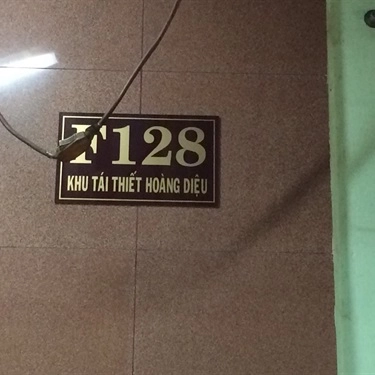 F128
KHU TÁI THIẾT HOÀNG DIỆU